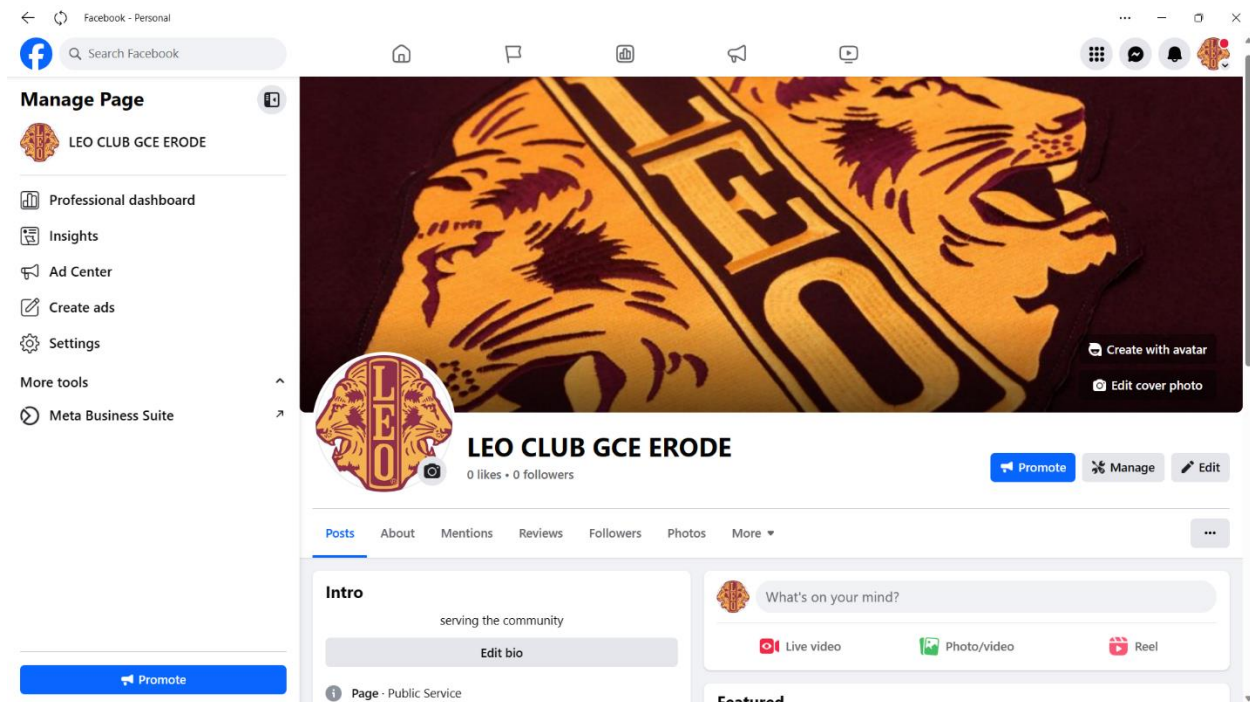 Facebook - Personal
Search Facebook
Manage Page
LEO CLUB GCE ERODE
Professional dashboard
Insights
Ad Center
Create ads
Settings
More tools
Meta Business Suite
Promote
LEO
Create with avatar
Edit cover photo
LEO
LEO CLUB GCE ERODE
0 likes • 0 followers
Promote Manage Edit
Posts About Mentions Reviews Followers Photos More
Intro
serving the community
Edit bio
Page · Public Service
What's on your mind?
Live video Photo/video Reel
Featured